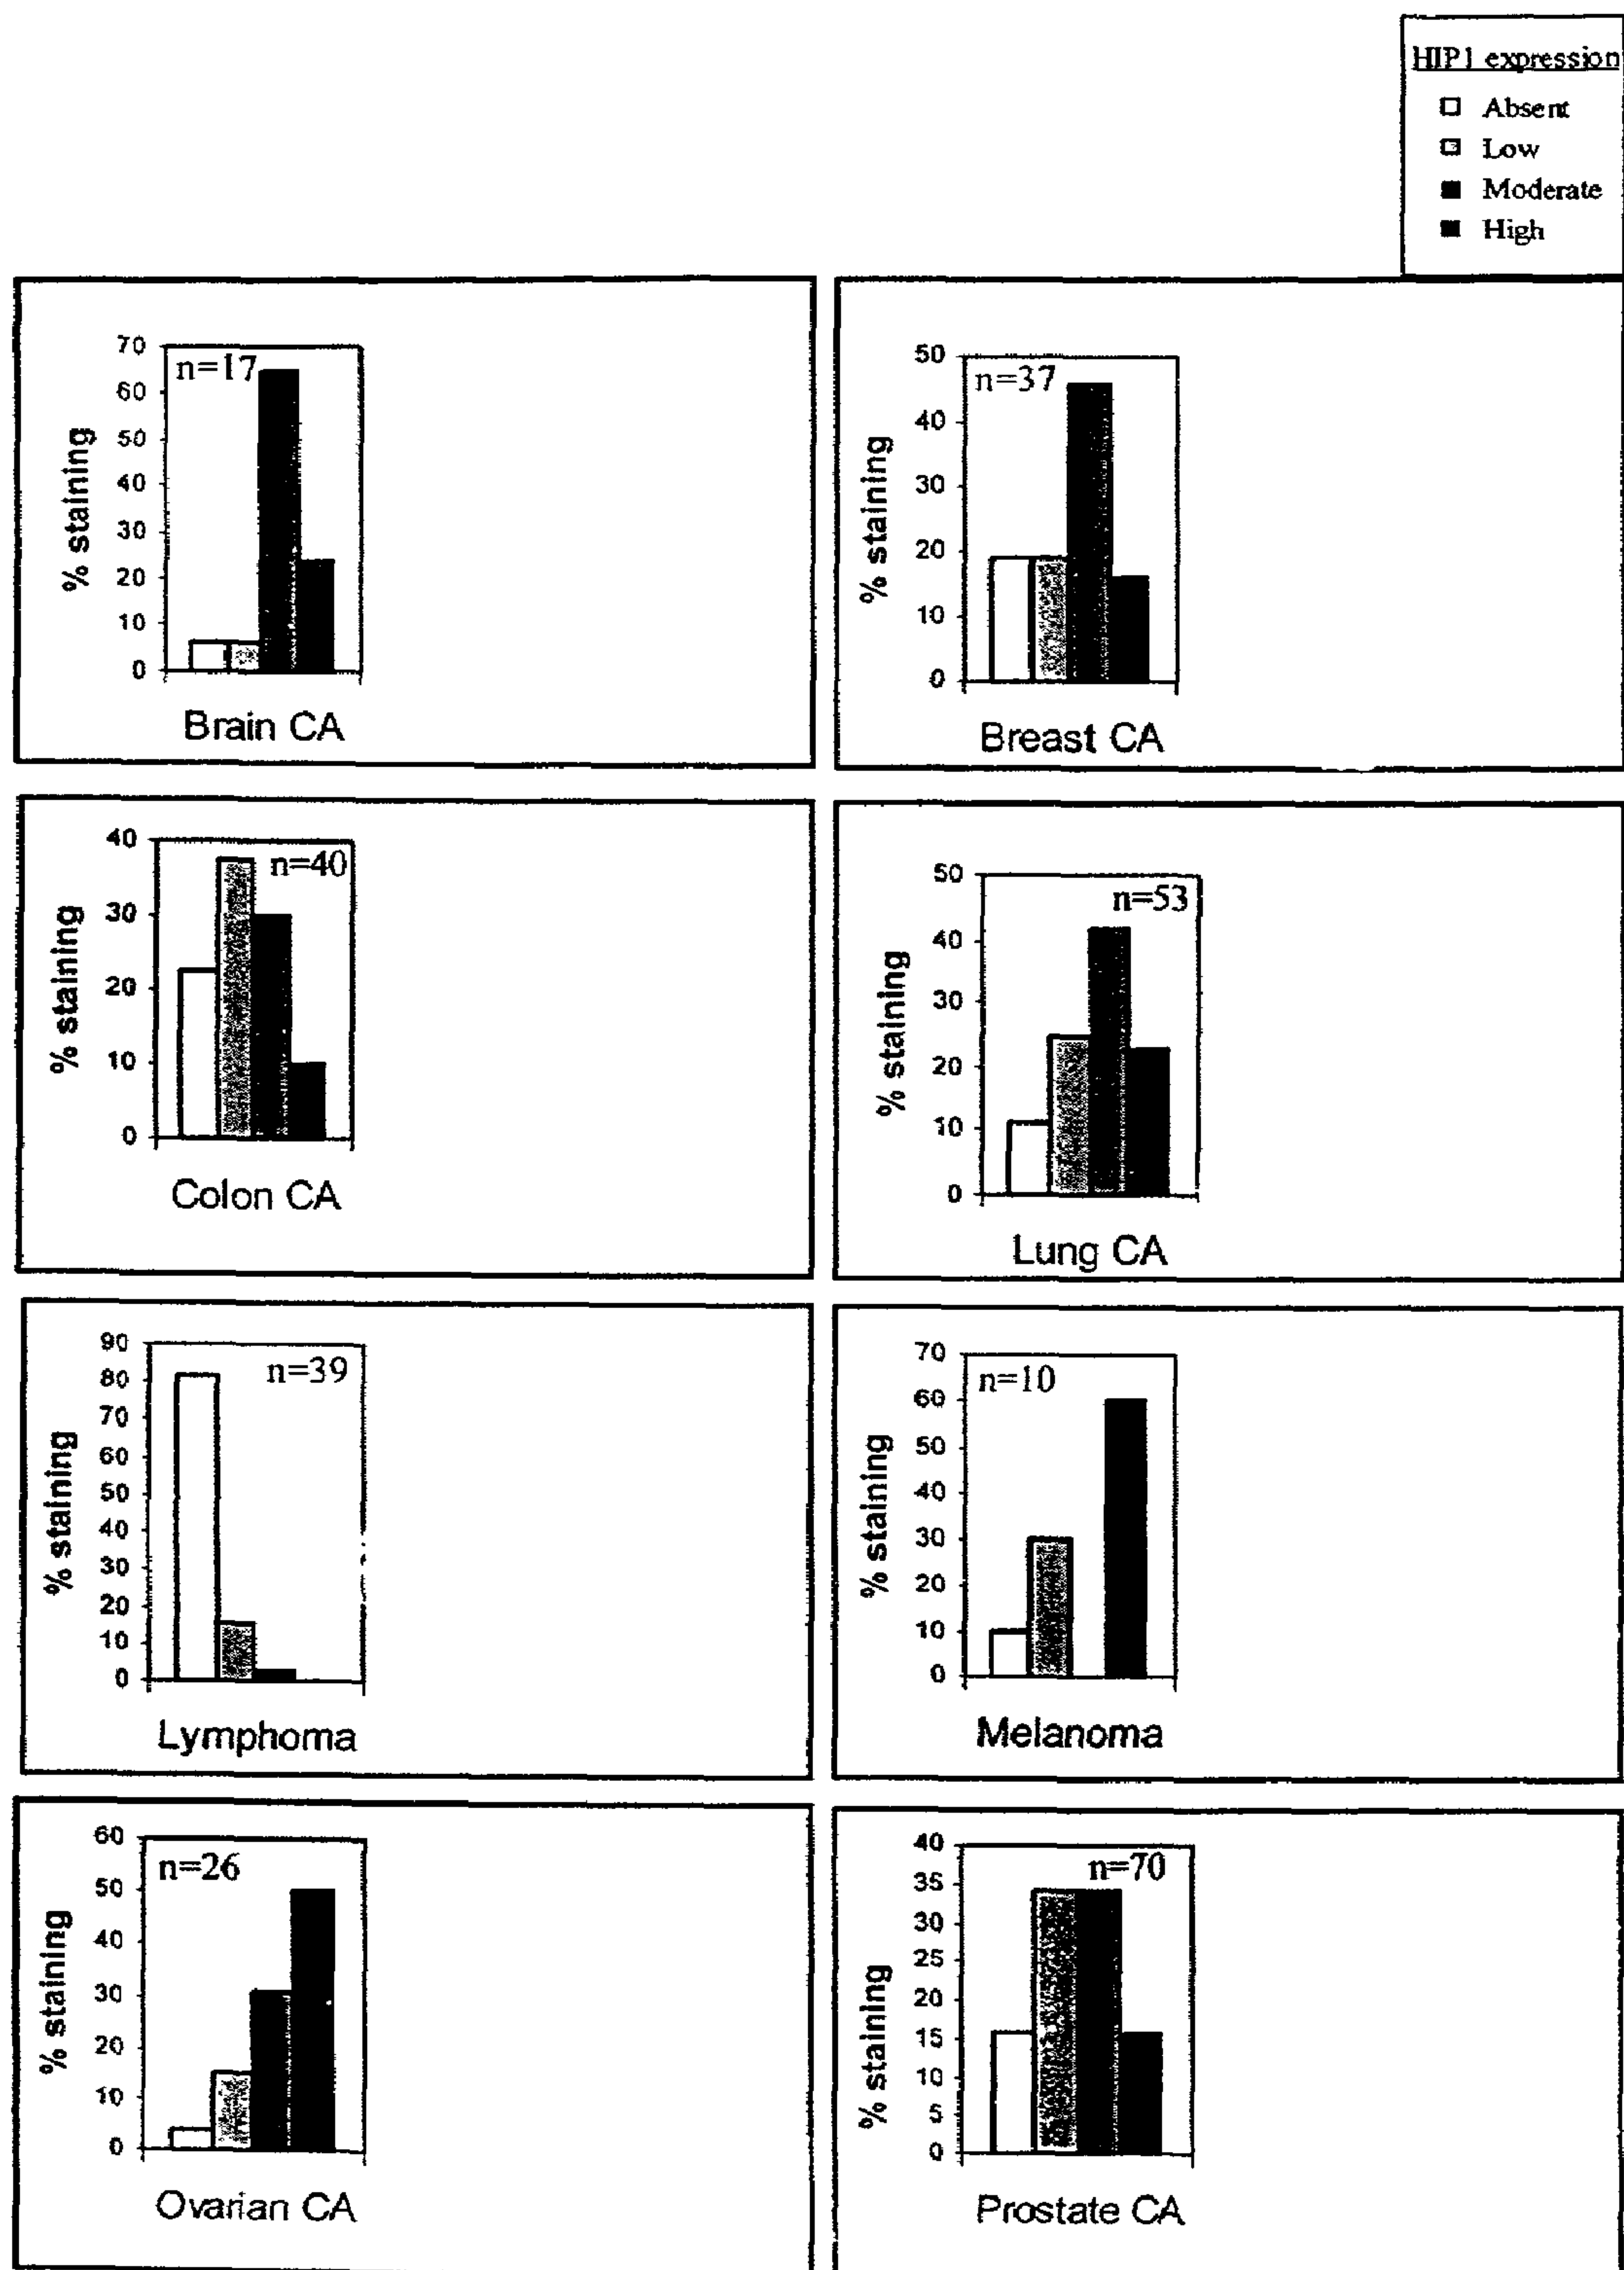 HIP1 expression
Absent
Low
Moderate
High
70
60
50
40
30
20
10
0
% staining
n=17
Brain CA
50
40
30
20
10
0
% staining
n=37
Breast CA
40
30
20
10
0
% staining
n=40
Colon CA
50
40
30
20
10
0
% staining
n=53
Lung CA
90
80
70
60
50
40
30
20
10
0
% staining
n=39
Lymphoma
70
60
50
40
30
20
10
0
% staining
n=10
Melanoma
60
50
40
30
20
10
0
% staining
n=26
Ovarian CA
40
35
30
25
20
15
10
5
0
% staining
n=70
Prostate CA